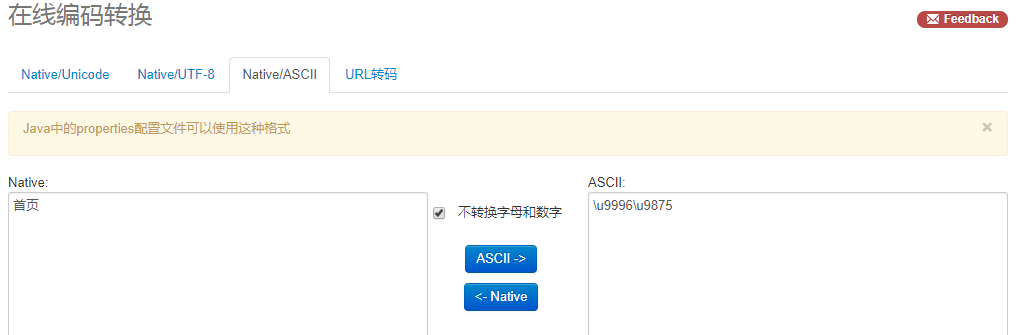 在线编码转换
Feedback
Native/Unicode Native/UTF-8 Native/ASCII URL转码
Java中的properties配置文件可以使用这种格式 ×
Native: ASCII:
首页 不转换字母和数字 \u9996\u9875
ASCII ->
<- Native